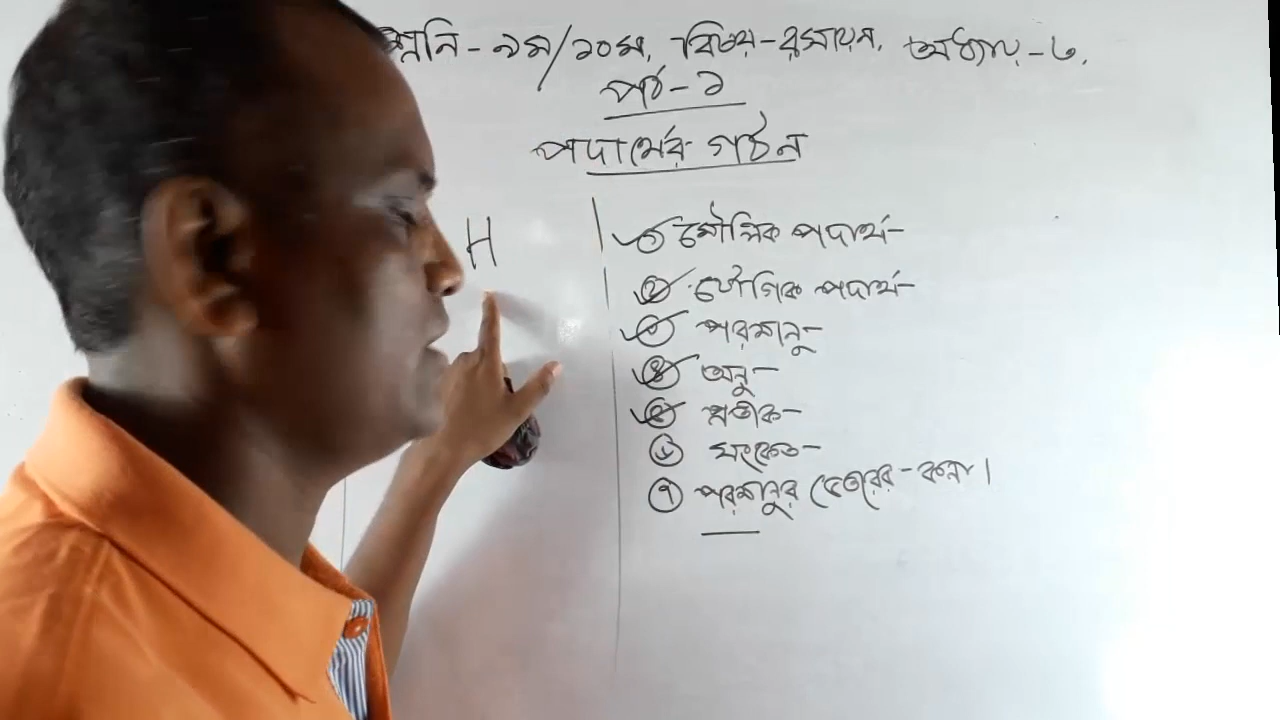 শ্রেনি - ৯ম/১০ম, বিষয় - রসায়ন, অধ্যায় - ৩,
পর্ব - ১
পদার্থের গঠন
H
১ মৌলিক পদার্থ -
২ যৌগিক পদার্থ -
৩ পরমানু -
৪ অনু -
৫ প্রতীক -
৬ সংকেত -
৭ পরমানুর ভেতরের - কনা।